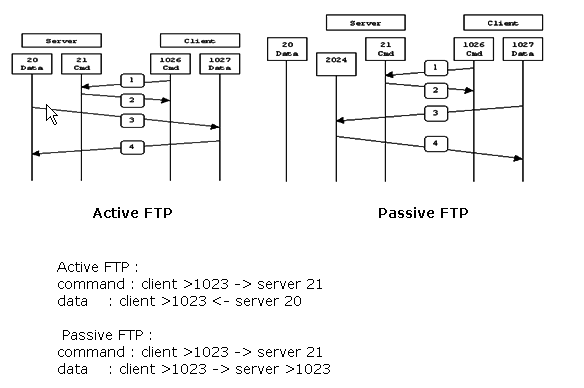 Server Client
20 Data 21 Cmd 1026 Cmd 1027 Data
1
2
3
4
Active FTP
Server Client
20 Data 2024 21 Cmd 1026 Cmd 1027 Data
1
2
3
4
Passive FTP
Active FTP :
command : client >1023 -> server 21
data : client >1023 <- server 20
Passive FTP :
command : client >1023 -> server 21
data : client >1023 -> server >1023